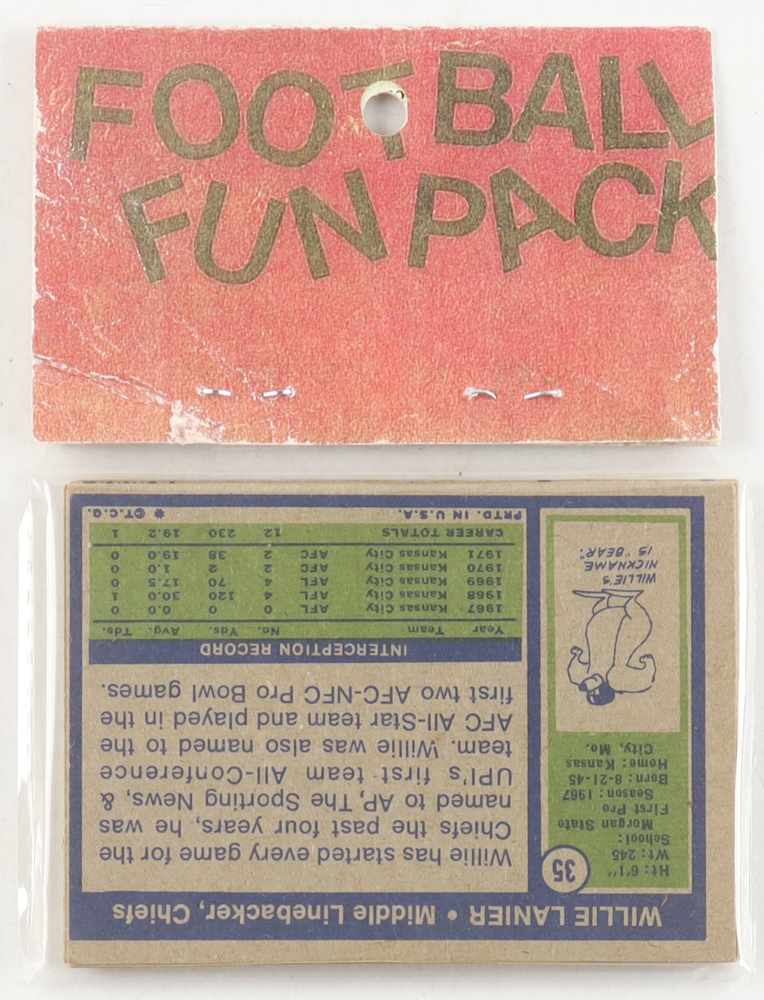 FOOTBALL
FUN PACK
WILLIE LANIER • Middle Linebacker, Chiefs
35
Ht: 6'1"
Wt: 245
School:
Morgan State
First Pro
Season: 1967
Born: 8-21-45
Home: Kansas
City, Mo.
WILLIE'S
NICKNAME
IS "BEAR".
Willie has started every game for the
Chiefs the past four years, he was
named to AP, The Sporting News, &
UPI's first team All-Conference
team. Willie was also named to the
AFC All-Star team and played in the
first two AFC-NFC Pro Bowl games.
INTERCEPTION RECORD
Year Team No. Yds. Avg. Tds.
1967 Kansas City AFL 0 0 0.0 0
1968 Kansas City AFL 4 120 30.0 1
1969 Kansas City AFL 4 70 17.5 0
1970 Kansas City AFC 2 2 1.0 0
1971 Kansas City AFC 2 38 19.0 0
CAREER TOTALS 12 230 19.2 1
* ©T.C.G. PRTD. IN U.S.A.